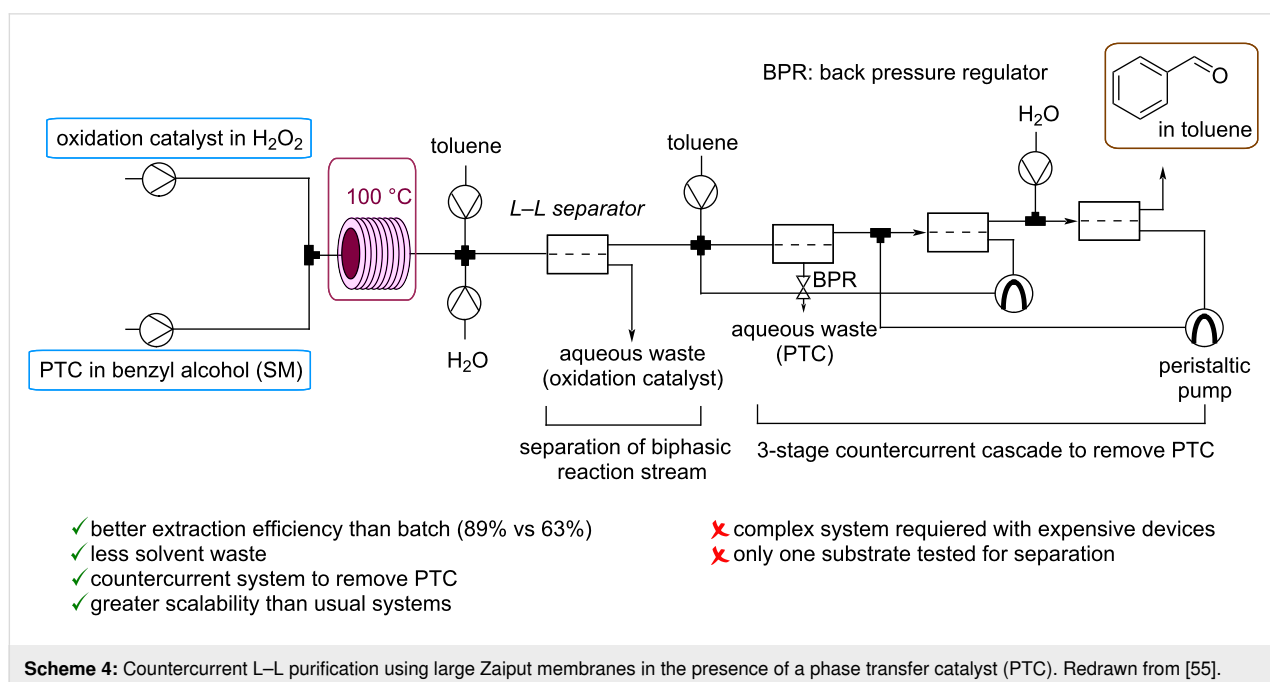 BPR: back pressure regulator
O
in toluene
oxidation catalyst in H₂O₂
H₂O
toluene
toluene
100 °C
L–L separator
BPR
PTC in benzyl alcohol (SM)
H₂O
aqueous waste
(oxidation catalyst)
aqueous waste
(PTC)
peristaltic
pump
separation of biphasic
reaction stream
3-stage countercurrent cascade to remove PTC
✓ better extraction efficiency than batch (89% vs 63%)
✓ less solvent waste
✓ countercurrent system to remove PTC
✓ greater scalability than usual systems
✗ complex system requiered with expensive devices
✗ only one substrate tested for separation
Scheme 4: Countercurrent L–L purification using large Zaiput membranes in the presence of a phase transfer catalyst (PTC). Redrawn from [55].